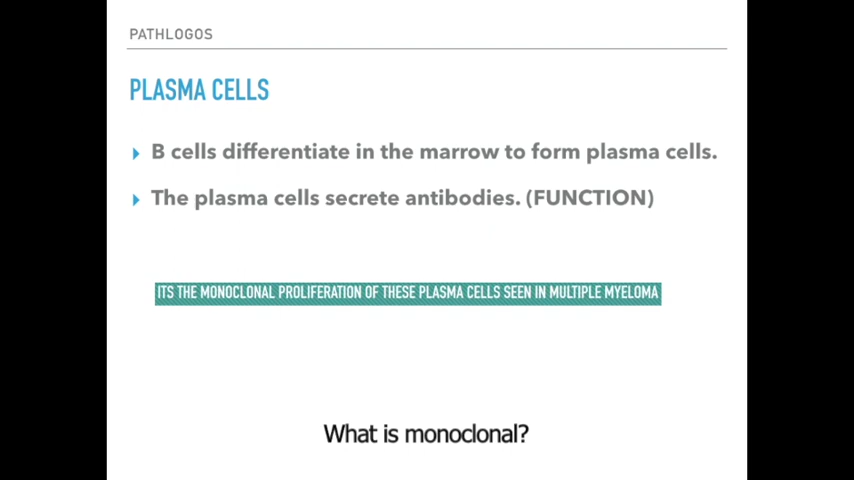 PATHLOGOS
PLASMA CELLS
B cells differentiate in the marrow to form plasma cells.
The plasma cells secrete antibodies. (FUNCTION)
ITS THE MONOCLONAL PROLIFERATION OF THESE PLASMA CELLS SEEN IN MULTIPLE MYELOMA
What is monoclonal?